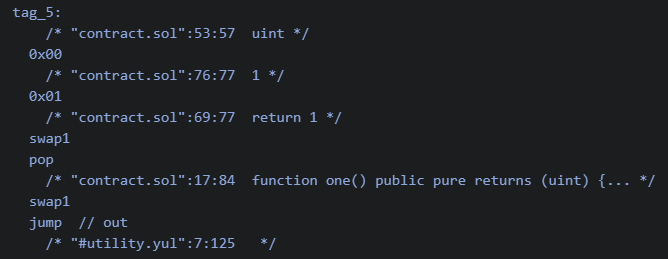 tag_5:
/* "contract.sol":53:57  uint */
0x00
/* "contract.sol":76:77  1 */
0x01
/* "contract.sol":69:77  return 1 */
swap1
pop
/* "contract.sol":17:84  function one() public pure returns (uint) {... */
swap1
jump  // out
/* "#utility.yul":7:125   */